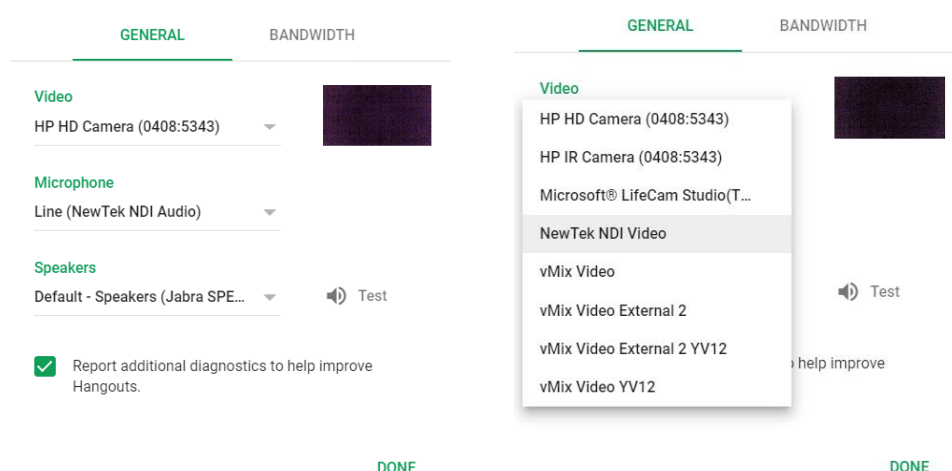 GENERAL
BANDWIDTH
Video
HP HD Camera (0408:5343)
Microphone
Line (NewTek NDI Audio)
Speakers
Default - Speakers (Jabra SPE...
Test
Report additional diagnostics to help improve
Hangouts.
DONE
GENERAL
BANDWIDTH
Video
HP HD Camera (0408:5343)
HP IR Camera (0408:5343)
Microsoft® LifeCam Studio(T...
NewTek NDI Video
vMix Video
vMix Video External 2
vMix Video External 2 YV12
vMix Video YV12
Test
help improve
DONE